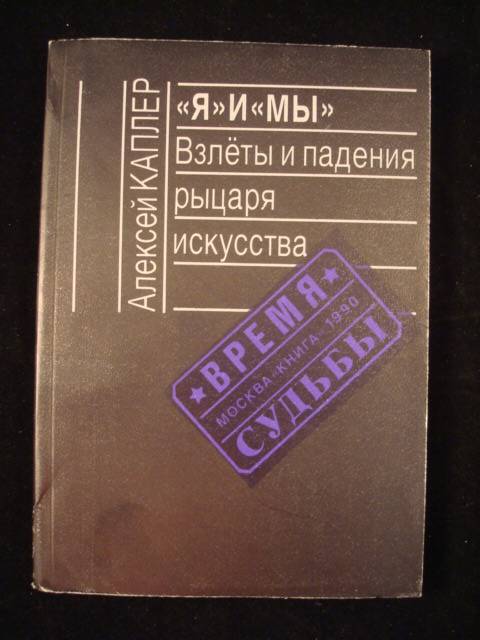 Алексей КАПЛЕР
«Я»И«МЫ»
Взлёты и падения
рыцаря
искусства
ВРЕМЯ
МОСКВА «КНИГА» 1990
СУДЬБЫ